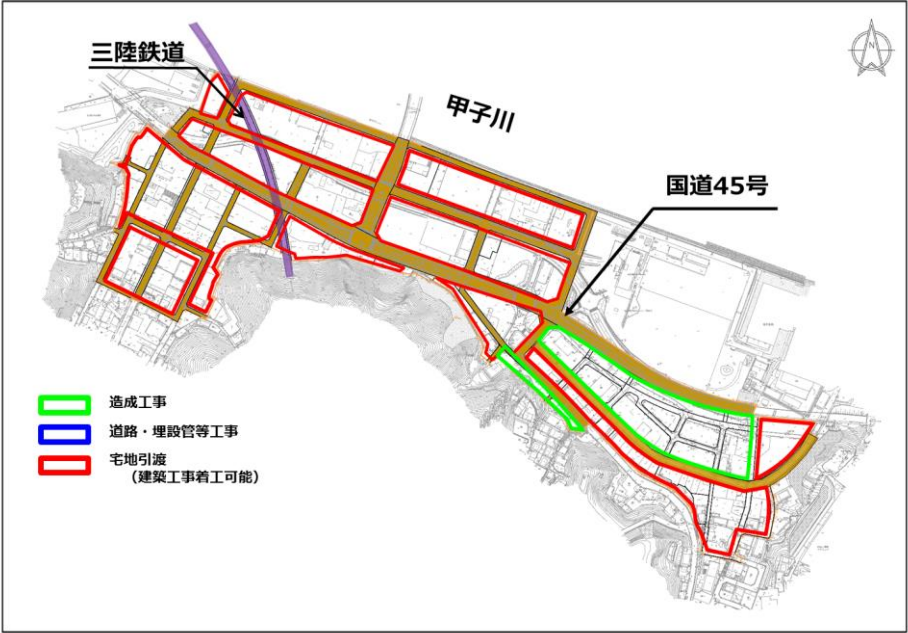 三陸鉄道
N
甲子川
国道45号
造成工事
道路・埋設管等工事
宅地引渡
（建築工事着工可能）